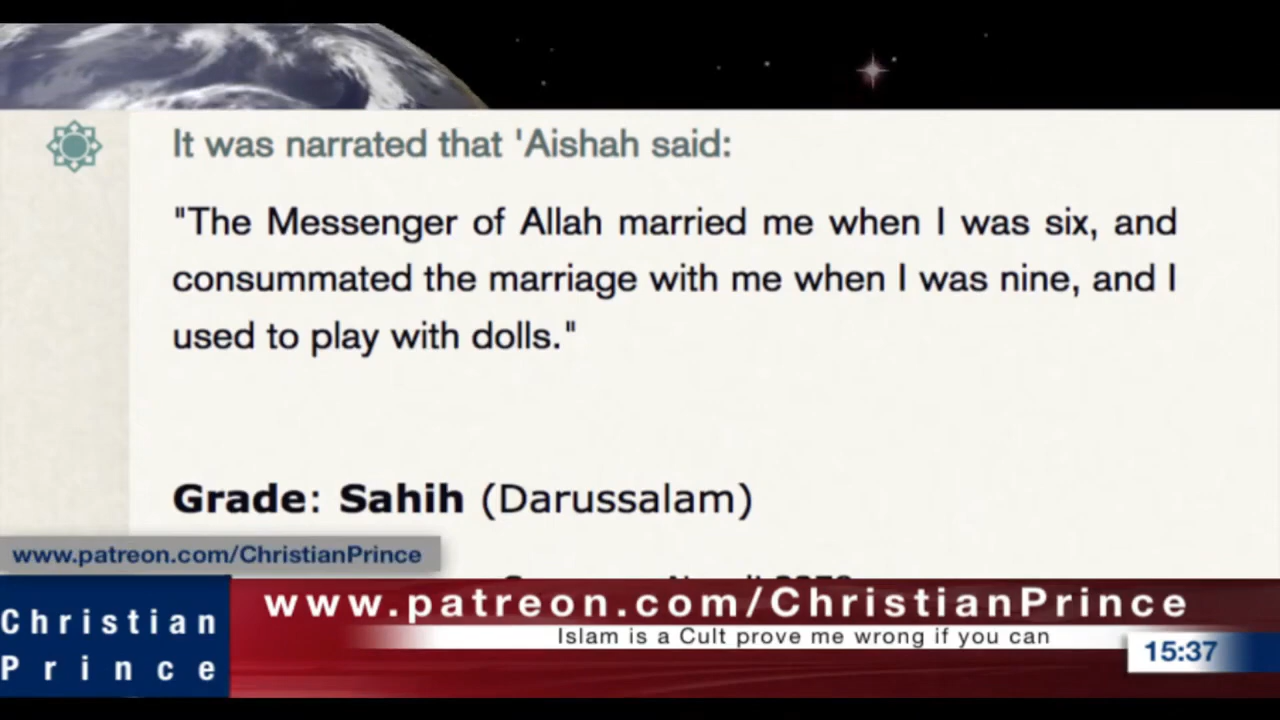 It was narrated that 'Aishah said:
"The Messenger of Allah married me when I was six, and
consummated the marriage with me when I was nine, and I
used to play with dolls."
Grade: Sahih (Darussalam)
www.patreon.com/ChristianPrince
Christian
Prince
www.patreon.com/ChristianPrince
Islam is a Cult prove me wrong if you can
15:37